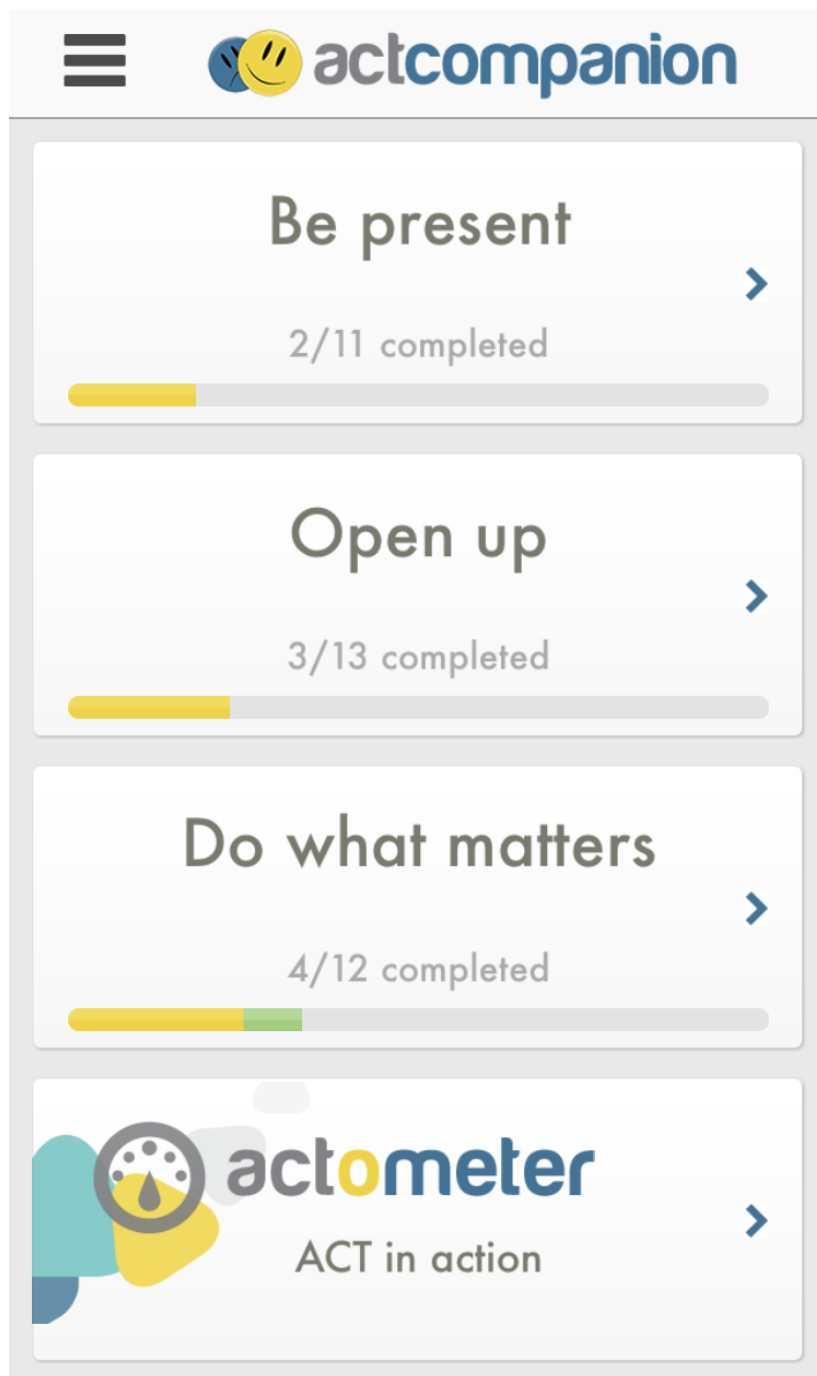 actcompanion
Be present
2/11 completed
Open up
3/13 completed
Do what matters
4/12 completed
actometer
ACT in action